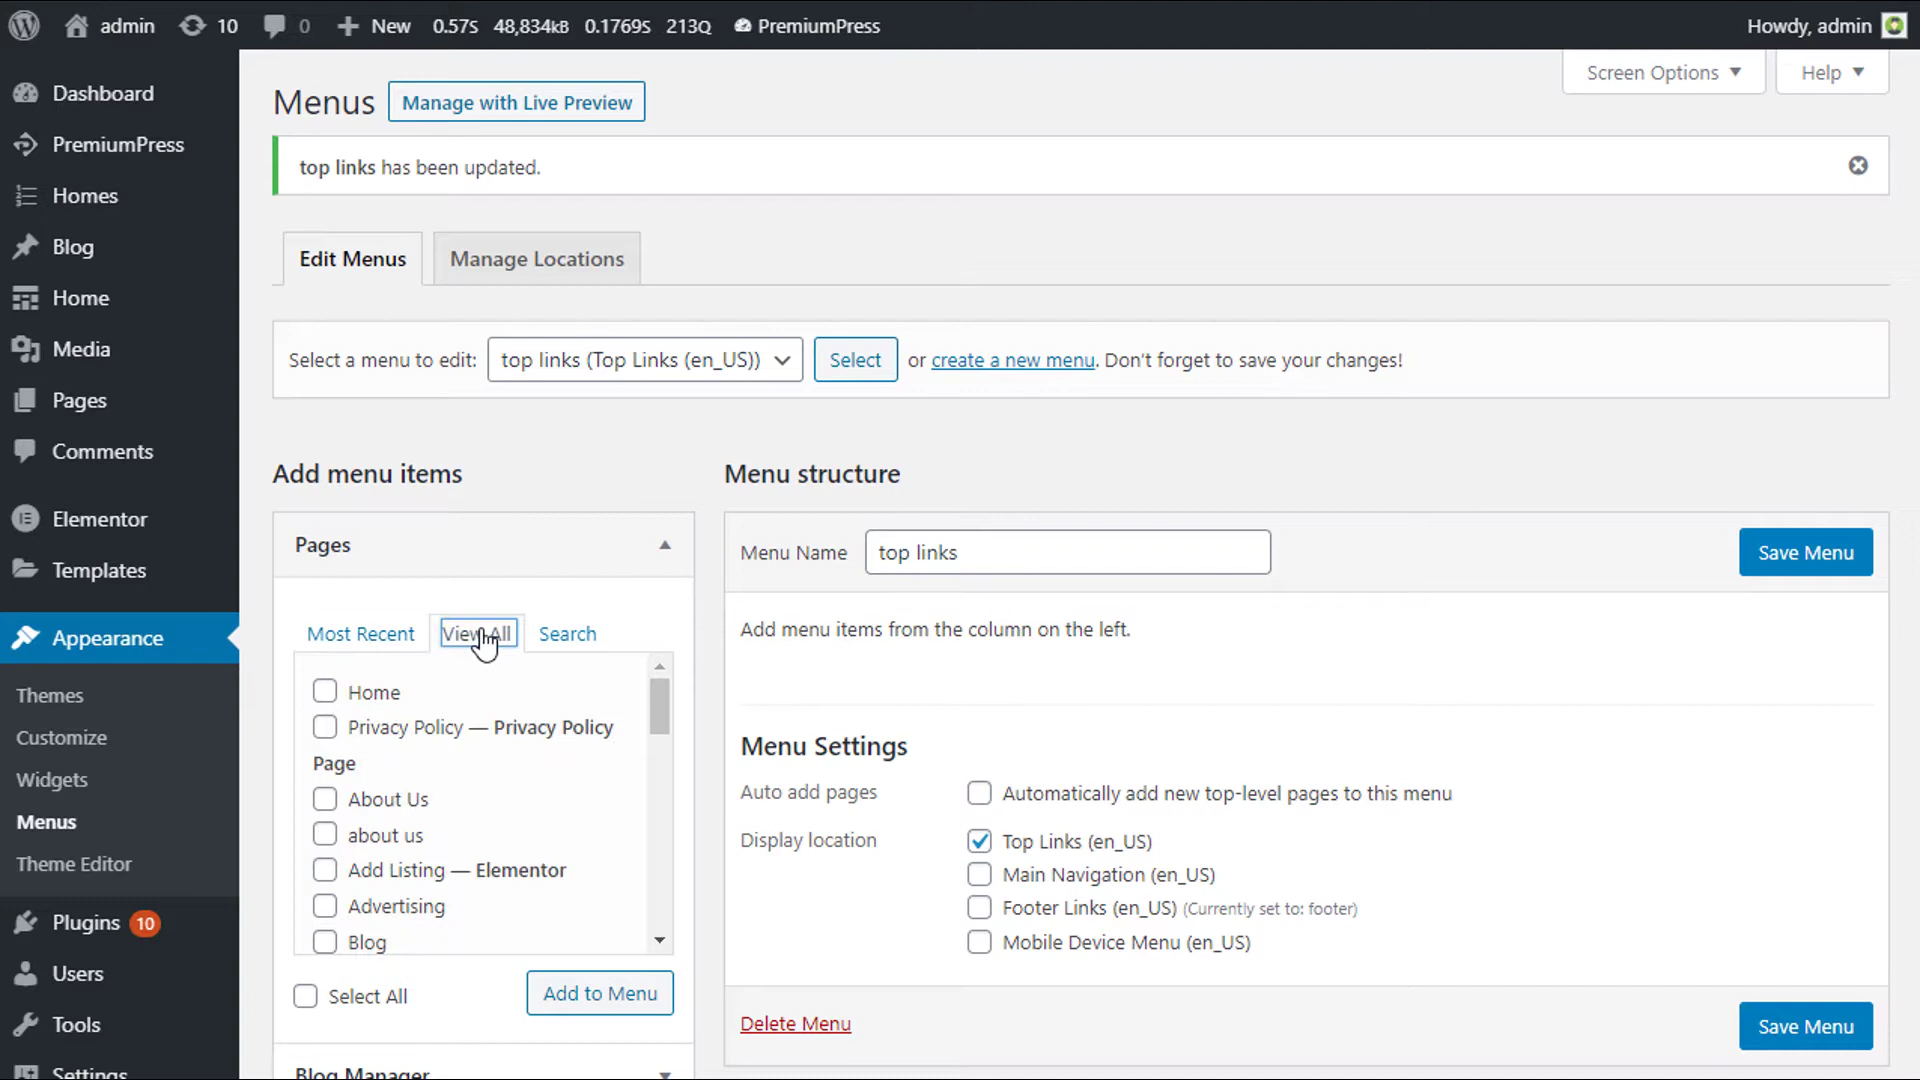 admin 10 0 New 0.57s 48,834kB 0.1769s 213Q PremiumPress Howdy, admin
Screen Options Help
Dashboard
PremiumPress
Homes
Blog
Home
Media
Pages
Comments
Elementor
Templates
Appearance
Themes
Customize
Widgets
Menus
Theme Editor
Plugins 10
Users
Tools
Settings
Menus Manage with Live Preview
top links has been updated.
Edit Menus Manage Locations
Select a menu to edit: top links (Top Links (en_US)) Select or create a new menu. Don't forget to save your changes!
Add menu items
Pages
Most Recent View All Search
Home
Privacy Policy — Privacy Policy
Page
About Us
about us
Add Listing — Elementor
Advertising
Blog
Select All Add to Menu
Blog Manager
Menu structure
Menu Name top links Save Menu
Add menu items from the column on the left.
Menu Settings
Auto add pages Automatically add new top-level pages to this menu
Display location Top Links (en_US)
Main Navigation (en_US)
Footer Links (en_US) (Currently set to: footer)
Mobile Device Menu (en_US)
Delete Menu Save Menu